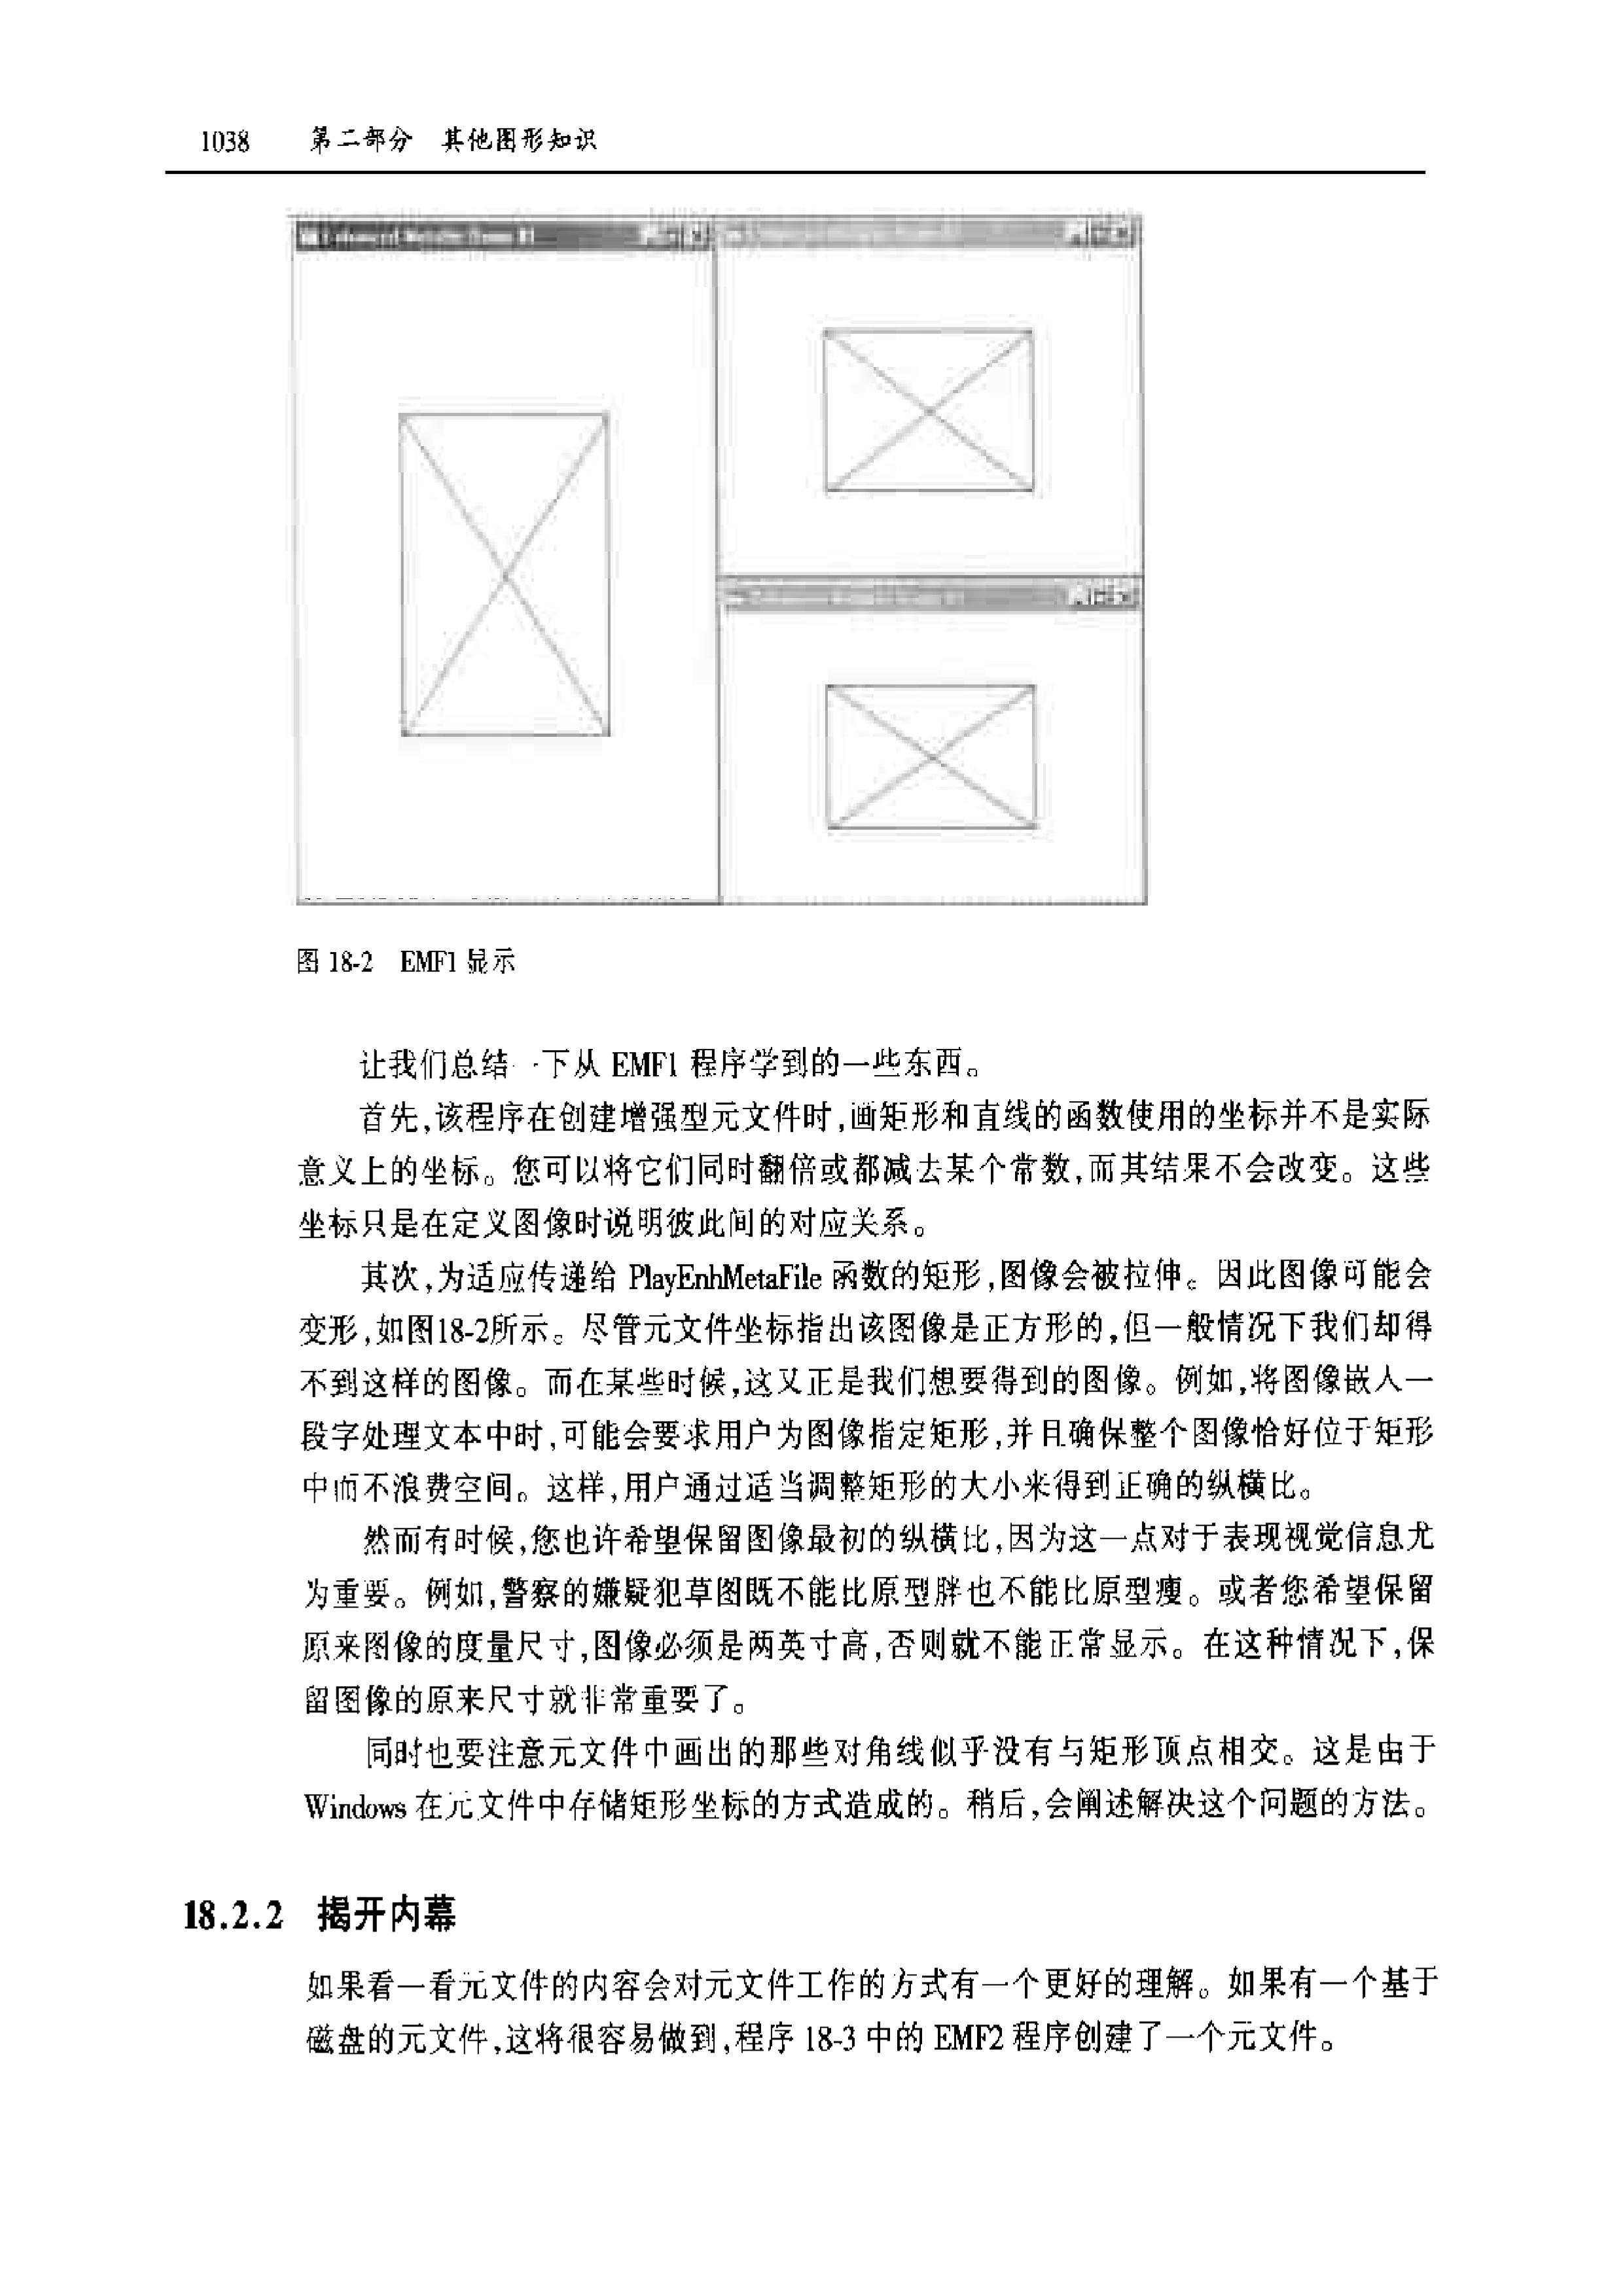 1038 第二部分 其他图形知识
图 18-2 EMF1 显示
让我们总结一下从 EMF1 程序学到的一些东西。
首先,该程序在创建增强型元文件时,画矩形和直线的函数使用的坐标并不是实际
意义上的坐标。您可以将它们同时翻倍或都减去某个常数,而其结果不会改变。这些
坐标只是在定义图像时说明彼此间的对应关系。
其次,为适应传递给 PlayEnhMetaFile 函数的矩形,图像会被拉伸。因此图像可能会
变形,如图18-2所示。尽管元文件坐标指出该图像是正方形的,但一般情况下我们却得
不到这样的图像。而在某些时候,这又正是我们想要得到的图像。例如,将图像嵌人一
段字处理文本中时,可能会要求用户为图像指定矩形,并且确保整个图像恰好位于矩形
中而不浪费空间。这样,用户通过适当调整矩形的大小来得到正确的纵横比。
然而有时候,您也许希望保留图像最初的纵横比,因为这一点对于表现视觉信息尤
为重要。例如,警察的嫌疑犯草图既不能比原型胖也不能比原型瘦。或者您希望保留
原来图像的度量尺寸,图像必须是两英寸高,否则就不能正常显示。在这种情况下,保
留图像的原来尺寸就非常重要了。
同时也要注意元文件中画出的那些对角线似乎没有与矩形顶点相交。这是由于
Windows 在元文件中存储矩形坐标的方式造成的。稍后,会阐述解决这个问题的方法。
18.2.2 揭开内幕
如果看一看元文件的内容会对元文件工作的方式有一个更好的理解。如果有一个基于
磁盘的元文件,这将很容易做到,程序 18-3 中的 EMF2 程序创建了一个元文件。